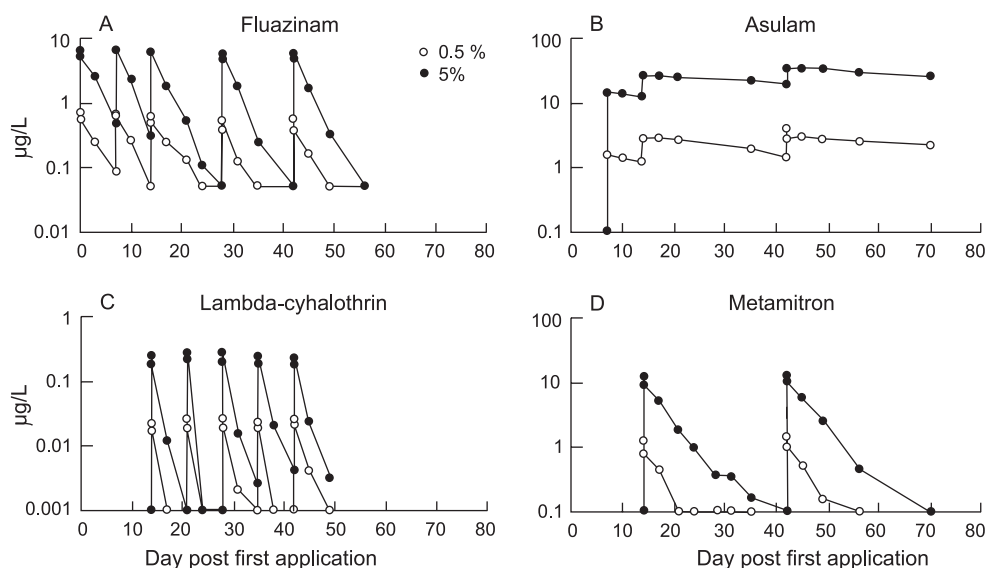 A Fluazinam
○ 0.5 %
● 5%
10
1
0.1
0.01
µg/L
0 10 20 30 40 50 60 70 80
B Asulam
100
10
1
0.1
0 10 20 30 40 50 60 70 80
C Lambda-cyhalothrin
1
0.1
0.01
0.001
µg/L
0 10 20 30 40 50 60 70 80
Day post first application
D Metamitron
100
10
1
0.1
0 10 20 30 40 50 60 70 80
Day post first application